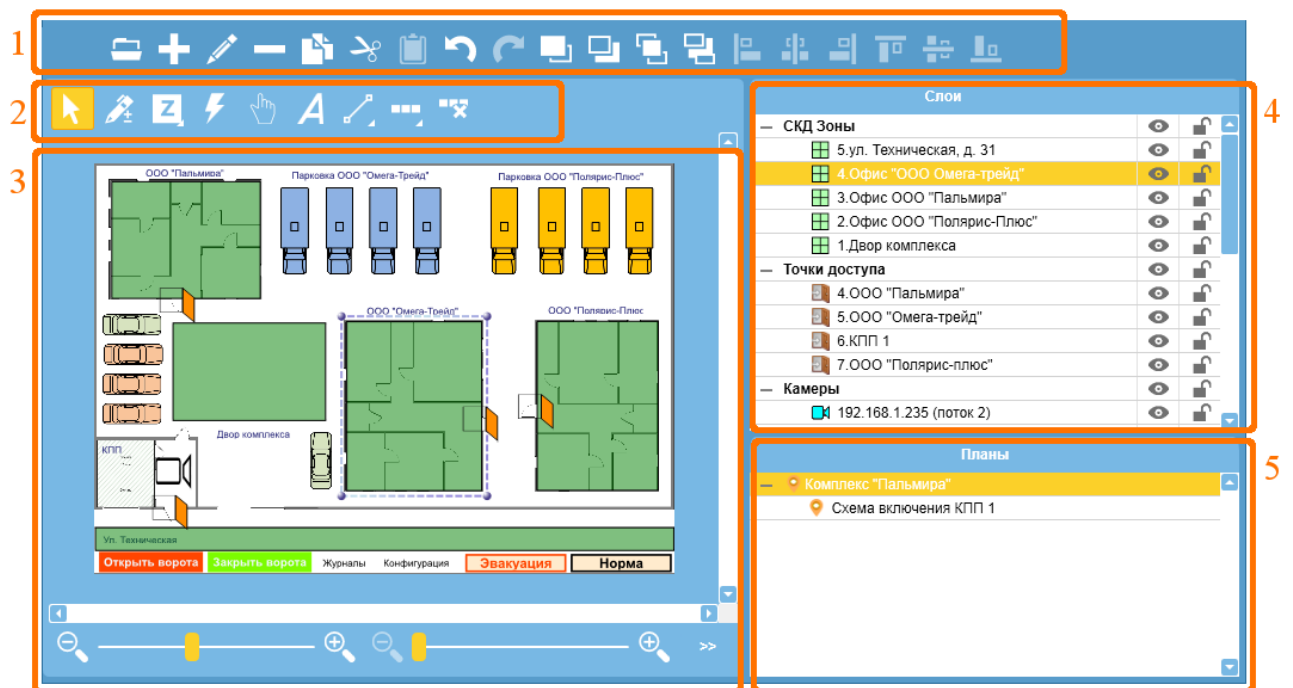 1
2
Z
A
3
ООО "Пальмира"
Парковка ООО "Омега-Трейд"
Парковка ООО "Полярис-Плюс"
ООО "Омега-Трейд"
ООО "Полярис-Плюс
Двор комплекса
КПП
Ул. Техническая
Открыть ворота
Закрыть ворота
Журналы
Конфигурация
Эвакуация
Норма
>>
4
Слои
СКД Зоны
5.ул. Техническая, д. 31
4.Офис "ООО Омега-трейд"
3.Офис ООО "Пальмира"
2.Офис ООО "Полярис-Плюс"
1.Двор комплекса
Точки доступа
4.ООО "Пальмира"
5.ООО "Омега-трейд"
6.КПП 1
7.ООО "Полярис-плюс"
Камеры
192.168.1.235 (поток 2)
5
Планы
Комплекс "Пальмира"
Схема включения КПП 1